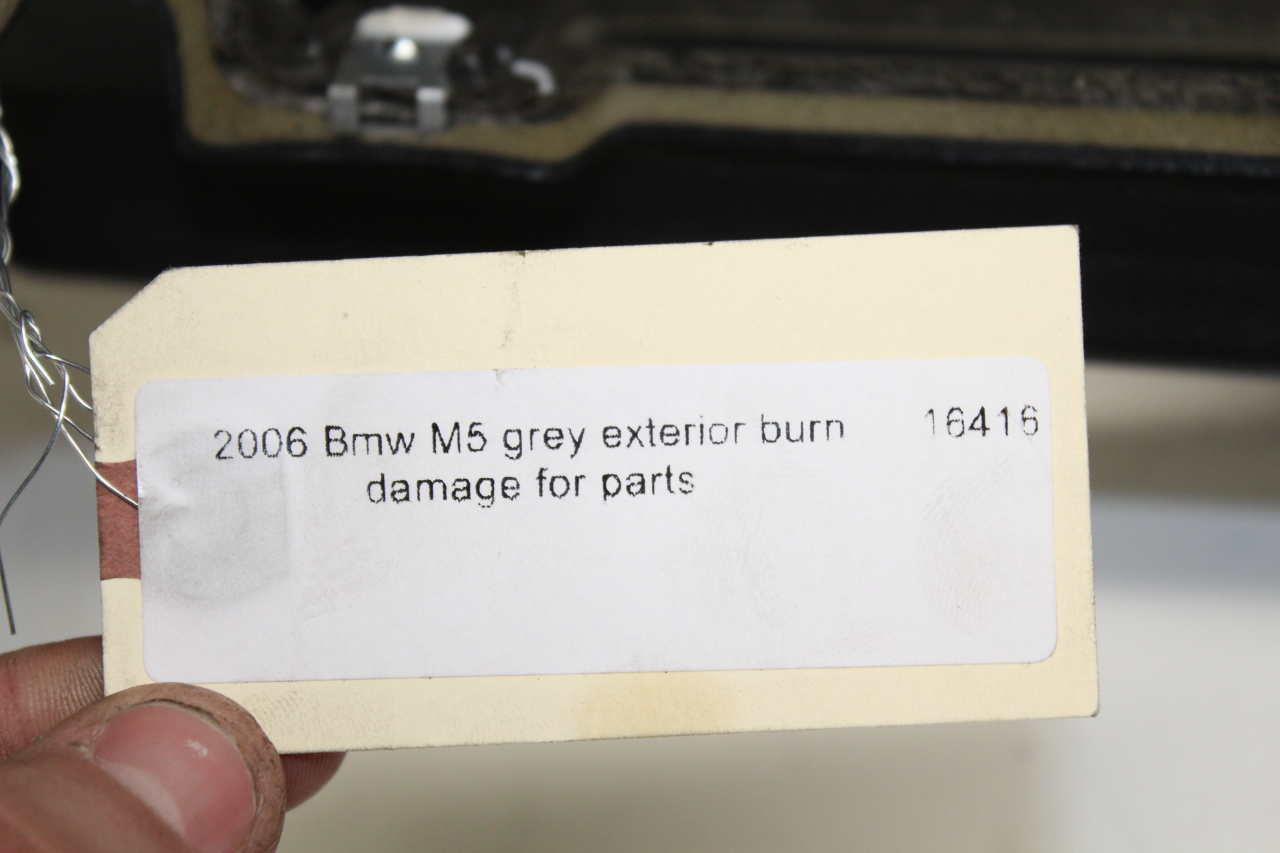 2006 Bmw M5 grey exterior burn 16416
damage for parts